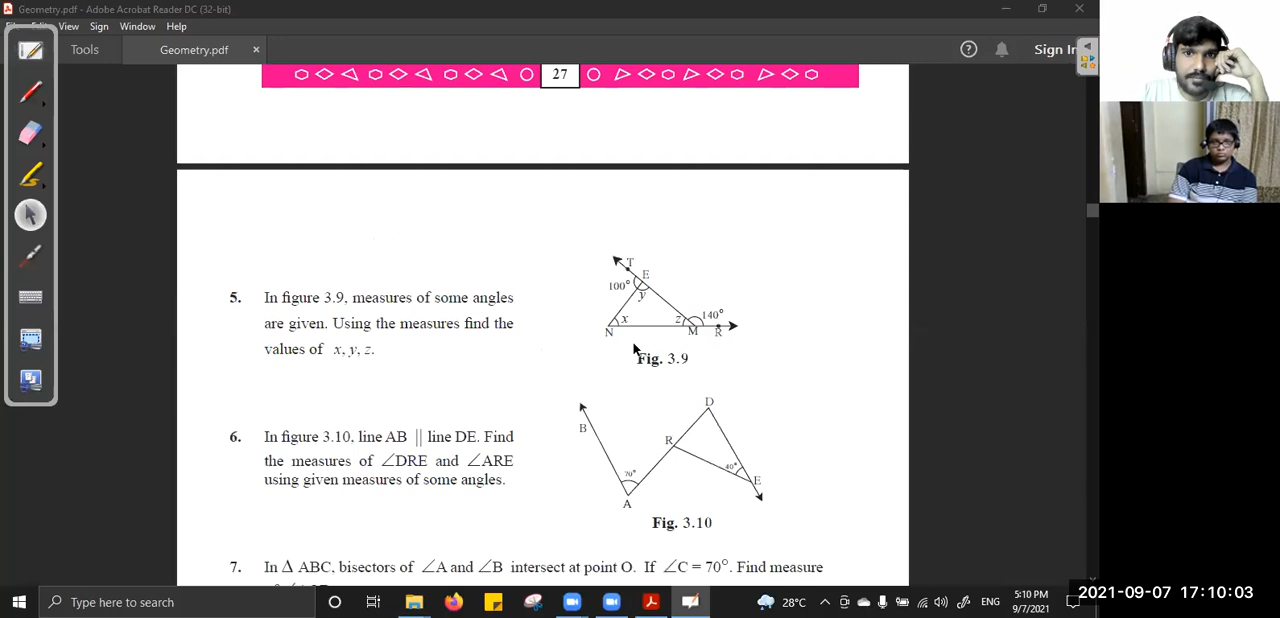 Geometry.pdf - Adobe Acrobat Reader DC (32-bit)
View Sign Window Help
Tools Geometry.pdf × ? Sign In
27
5. In figure 3.9, measures of some angles
are given. Using the measures find the
values of x, y, z.
T
E
100°
y
x
z
140°
N
M
R
Fig. 3.9
6. In figure 3.10, line AB || line DE. Find
the measures of ∠DRE and ∠ARE
using given measures of some angles.
D
B
R
70°
40°
E
A
Fig. 3.10
7. In Δ ABC, bisectors of ∠A and ∠B intersect at point O. If ∠C = 70°. Find measure
Type here to search
28°C
ENG
5:10 PM
9/7/2021
2021-09-07 17:10:03